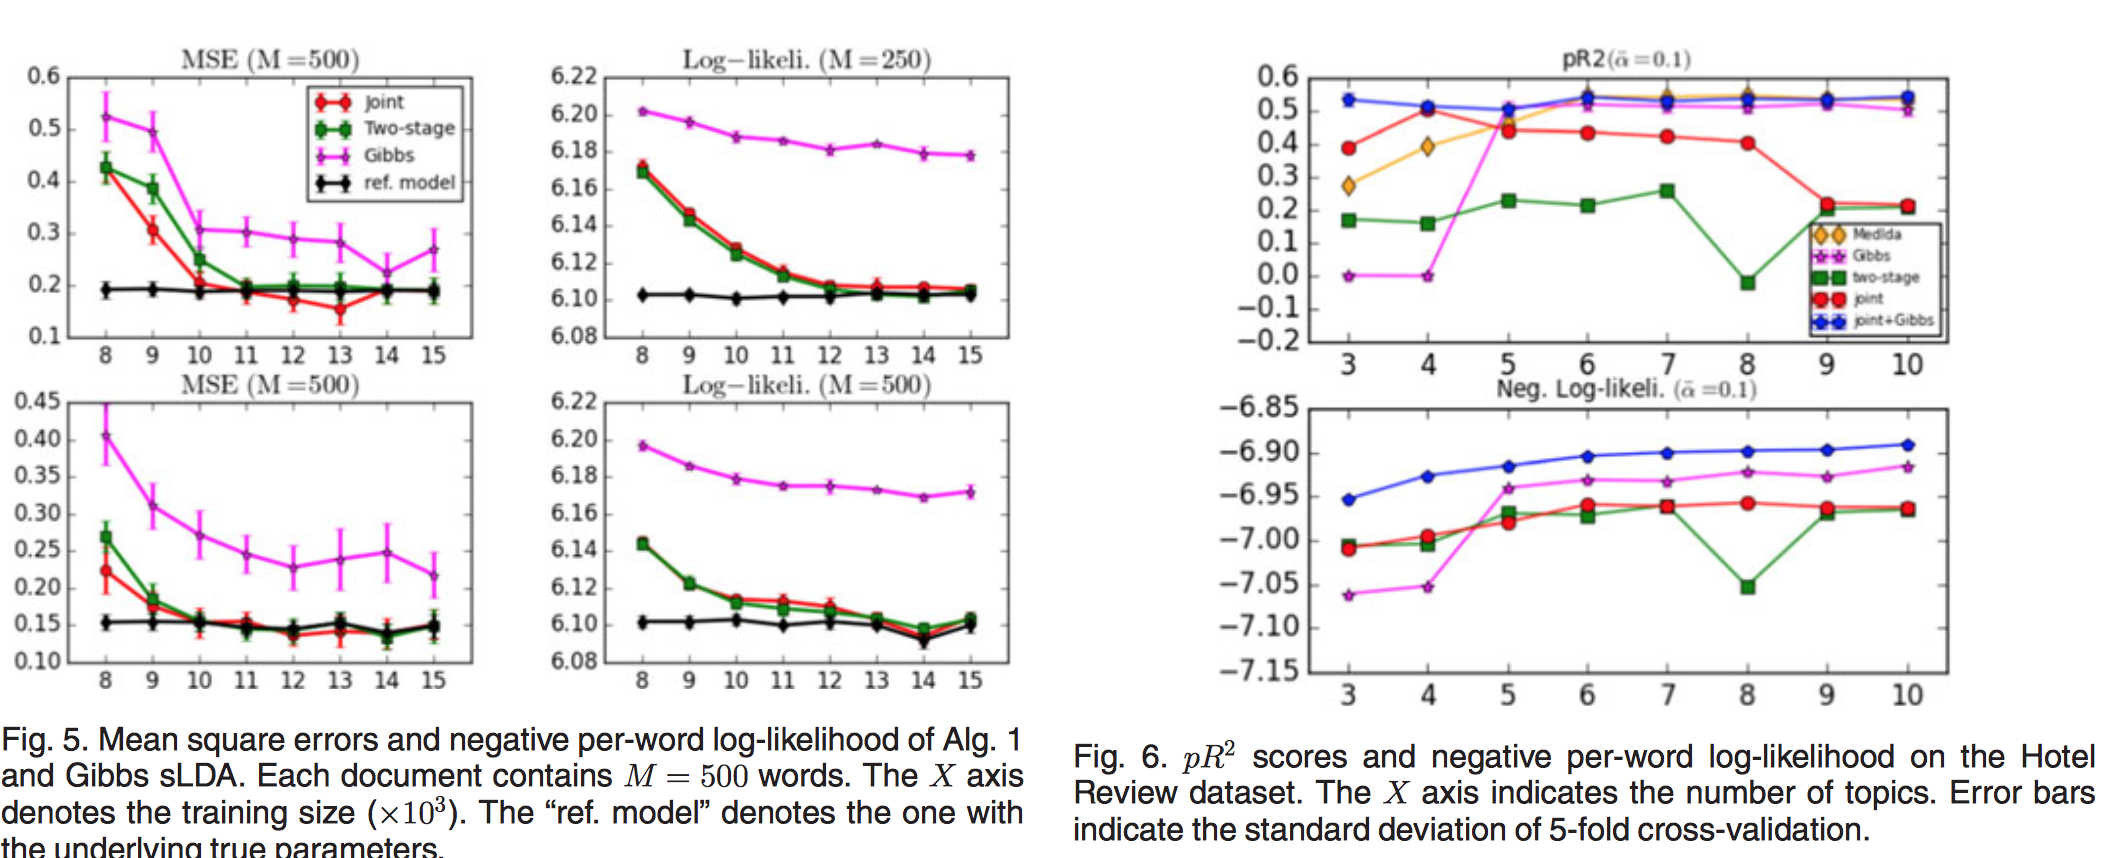 MSE (M =500)
0.6
0.5
0.4
0.3
0.2
0.1
Joint
Two-stage
Gibbs
ref. model
8 9 10 11 12 13 14 15
Log−likeli. (M =250)
6.22
6.20
6.18
6.16
6.14
6.12
6.10
6.08
8 9 10 11 12 13 14 15
MSE (M =500)
0.45
0.40
0.35
0.30
0.25
0.20
0.15
0.10
8 9 10 11 12 13 14 15
Log−likeli. (M =500)
6.22
6.20
6.18
6.16
6.14
6.12
6.10
6.08
8 9 10 11 12 13 14 15
Fig. 5. Mean square errors and negative per-word log-likelihood of Alg. 1
and Gibbs sLDA. Each document contains M = 500 words. The X axis
denotes the training size (×10³). The “ref. model” denotes the one with
the underlying true parameters.
pR2(ᾱ =0.1)
0.6
0.5
0.4
0.3
0.2
0.1
0.0
−0.1
−0.2
Medlda
Gibbs
two-stage
joint
joint+Gibbs
3 4 5 6 7 8 9 10
Neg. Log-likeli. (ᾱ =0.1)
−6.85
−6.90
−6.95
−7.00
−7.05
−7.10
−7.15
3 4 5 6 7 8 9 10
Fig. 6. pR² scores and negative per-word log-likelihood on the Hotel
Review dataset. The X axis indicates the number of topics. Error bars
indicate the standard deviation of 5-fold cross-validation.